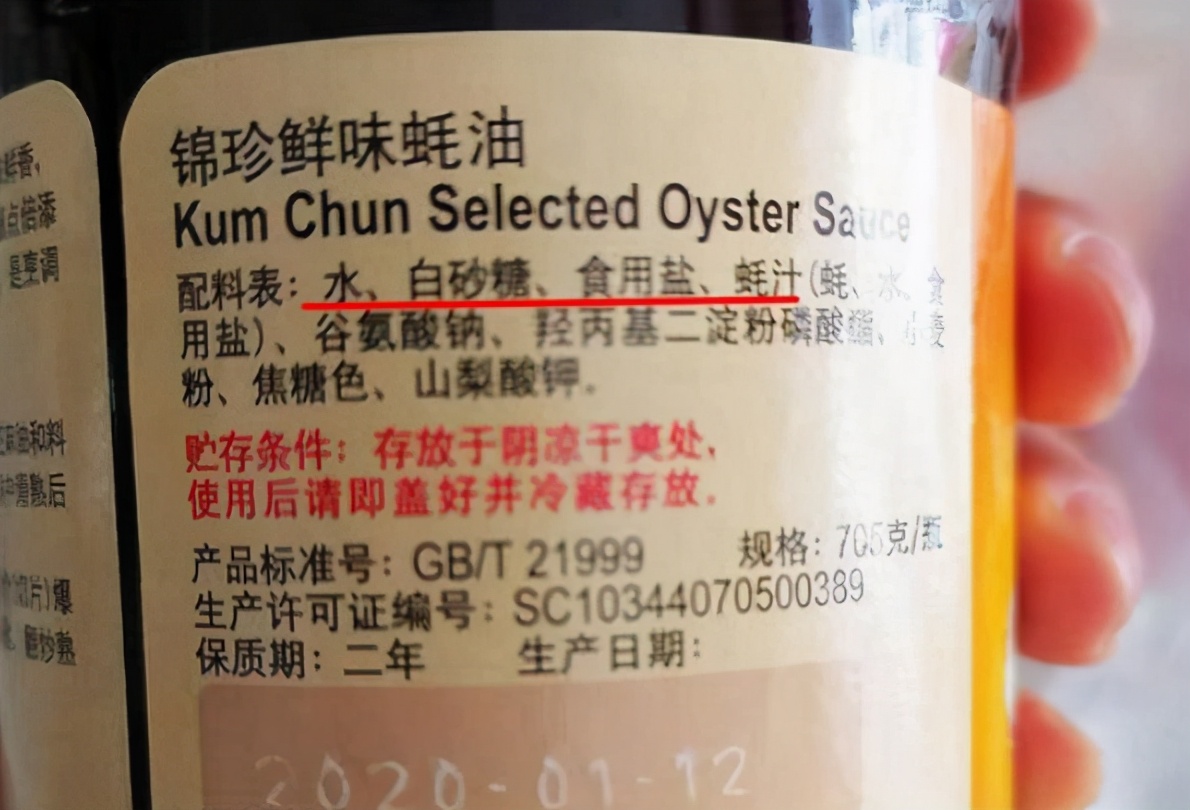 锦珍鲜味蚝油
Kum Chun Selected Oyster Sauce
配料表：水、白砂糖、食用盐、蚝汁(蚝、水、食
用盐)、谷氨酸钠、羟丙基二淀粉磷酸酯、小麦
粉、焦糖色、山梨酸钾。
贮存条件：存放于阴凉干爽处，
使用后请即盖好并冷藏存放。
产品标准号：GB/T 21999 规格：705克/瓶
生产许可证编号：SC10344070500389
保质期：二年 生产日期：
2020-01-12